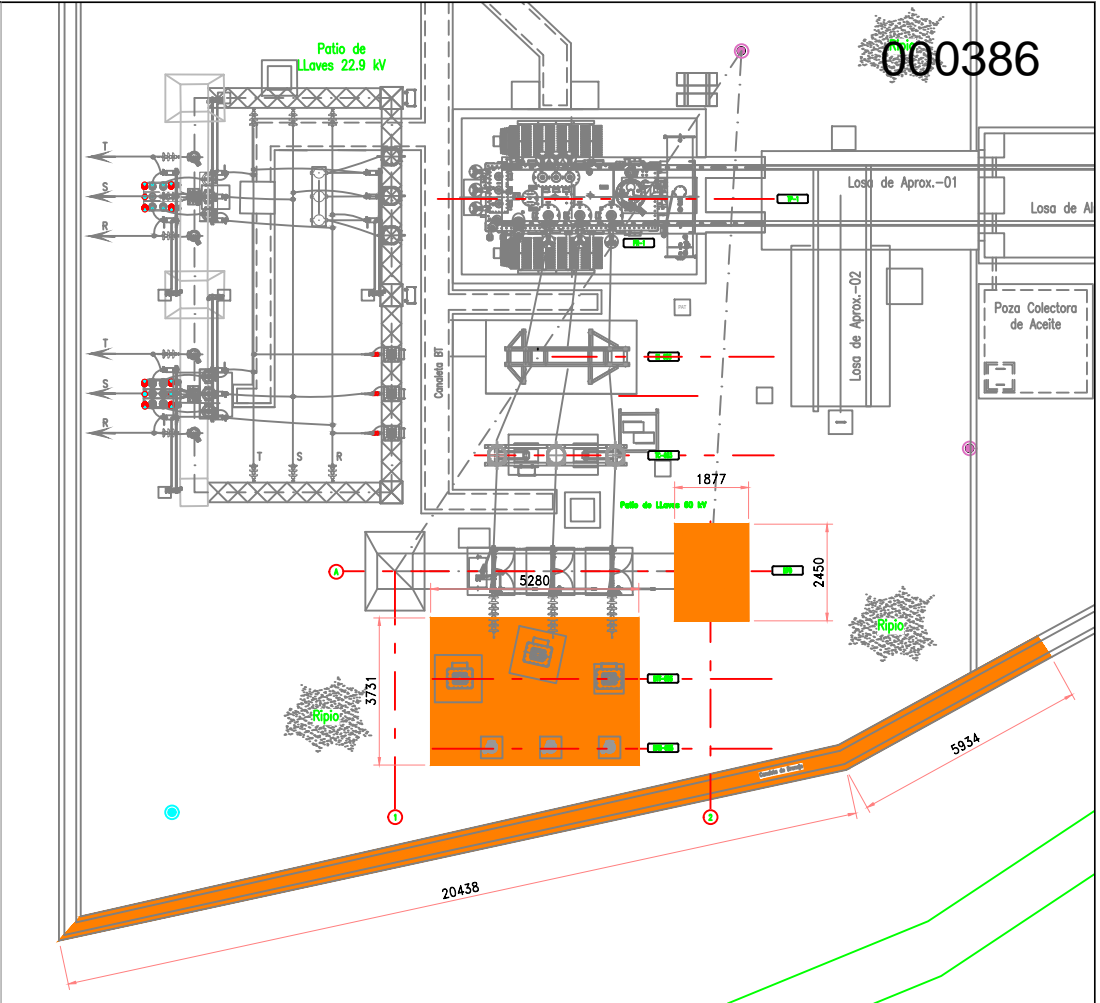 000386
Patio de
LLaves 22.9 kV
Ripio
T
S
R
Losa de Aprox.-01
Losa de Al
Losa de Aprox.-02
Poza Colectora
de Aceite
PAT
T
S
R
Canaleta BT
T
S
R
Patio de LLaves 60 kV
1877
2450
A
5280
3731
Ripio
Ripio
5934
1
2
20438